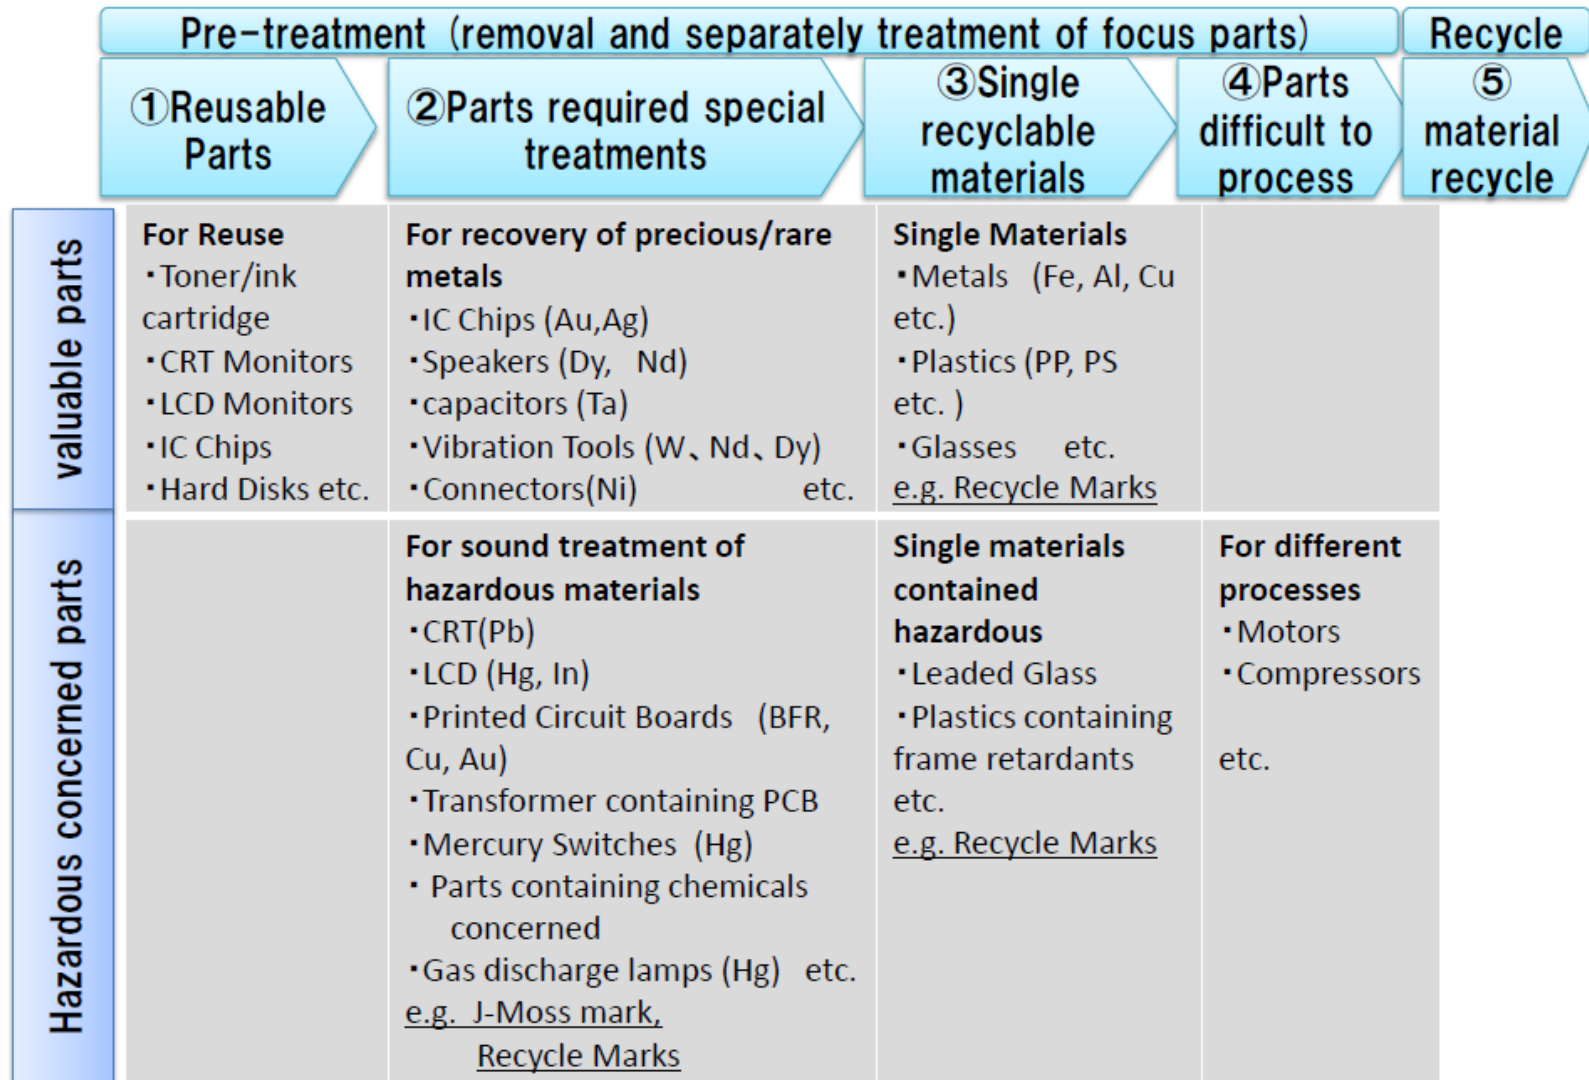 Pre-treatment (removal and separately treatment of focus parts)
Recycle
①Reusable
Parts
②Parts required special
treatments
③Single
recyclable
materials
④Parts
difficult to
process
⑤
material
recycle
valuable parts
For Reuse
・Toner/ink
cartridge
・CRT Monitors
・LCD Monitors
・IC Chips
・Hard Disks etc.
For recovery of precious/rare
metals
・IC Chips (Au,Ag)
・Speakers (Dy, Nd)
・capacitors (Ta)
・Vibration Tools (W、Nd、Dy)
・Connectors(Ni) etc.
Single Materials
・Metals (Fe, Al, Cu
etc.)
・Plastics (PP, PS
etc. )
・Glasses etc.
e.g. Recycle Marks
Hazardous concerned parts
For sound treatment of
hazardous materials
・CRT(Pb)
・LCD (Hg, In)
・Printed Circuit Boards (BFR,
Cu, Au)
・Transformer containing PCB
・Mercury Switches (Hg)
・ Parts containing chemicals
concerned
・Gas discharge lamps (Hg) etc.
e.g. J-Moss mark,
Recycle Marks
Single materials
contained
hazardous
・Leaded Glass
・Plastics containing
frame retardants
etc.
e.g. Recycle Marks
For different
processes
・Motors
・Compressors
etc.